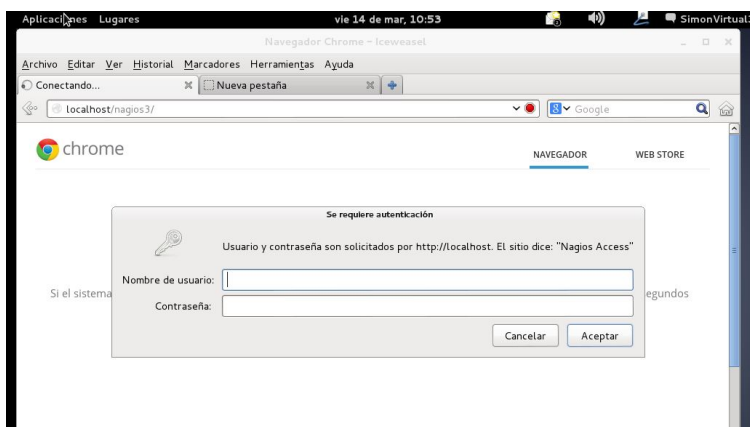 Aplicaciones Lugares vie 14 de mar, 10:53 SimonVirtual
Navegador Chrome - Iceweasel
Archivo Editar Ver Historial Marcadores Herramientas Ayuda
Conectando... Nueva pestaña
localhost/nagios3/ Google
chrome NAVEGADOR WEB STORE
Se requiere autenticación
Usuario y contraseña son solicitados por http://localhost. El sitio dice: "Nagios Access"
Nombre de usuario:
Si el sistema egundos
Contraseña:
Cancelar Aceptar